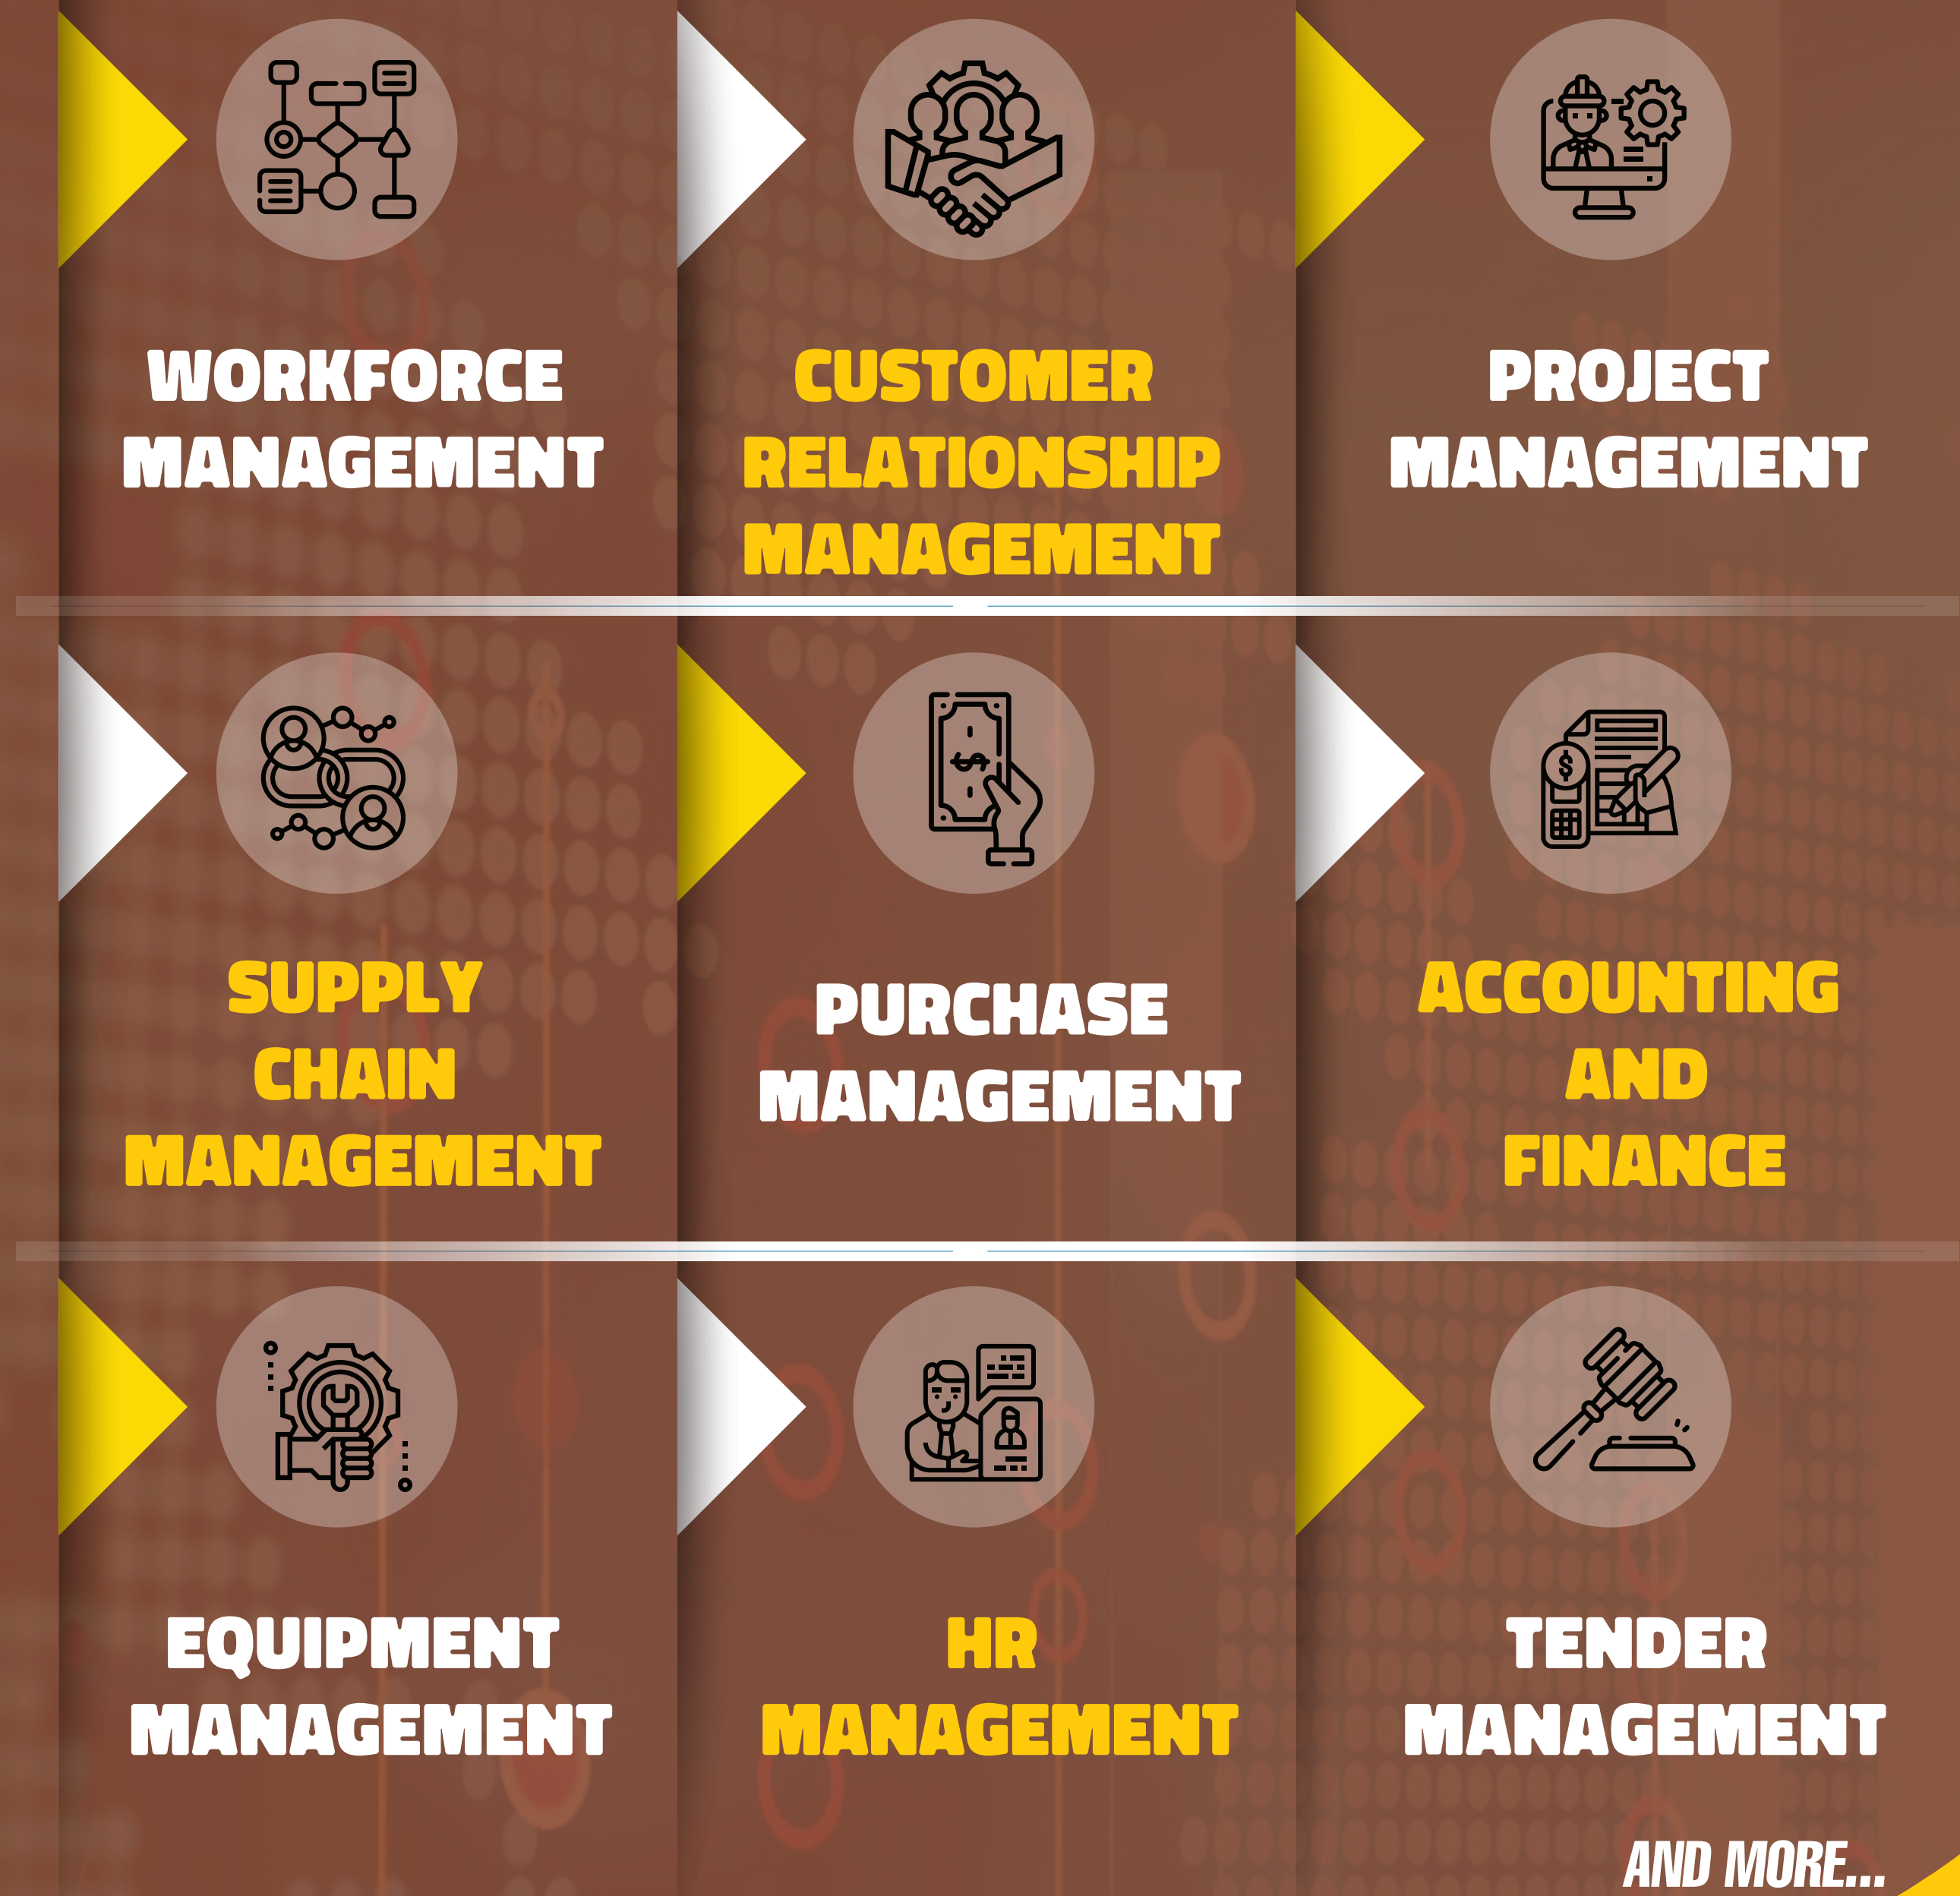 WORKFORCE
MANAGEMENT
CUSTOMER
RELATIONSHIP
MANAGEMENT
PROJECT
MANAGEMENT
SUPPLY
CHAIN
MANAGEMENT
PURCHASE
MANAGEMENT
ACCOUNTING
AND
FINANCE
EQUIPMENT
MANAGEMENT
HR
MANAGEMENT
TENDER
MANAGEMENT
AND MORE...